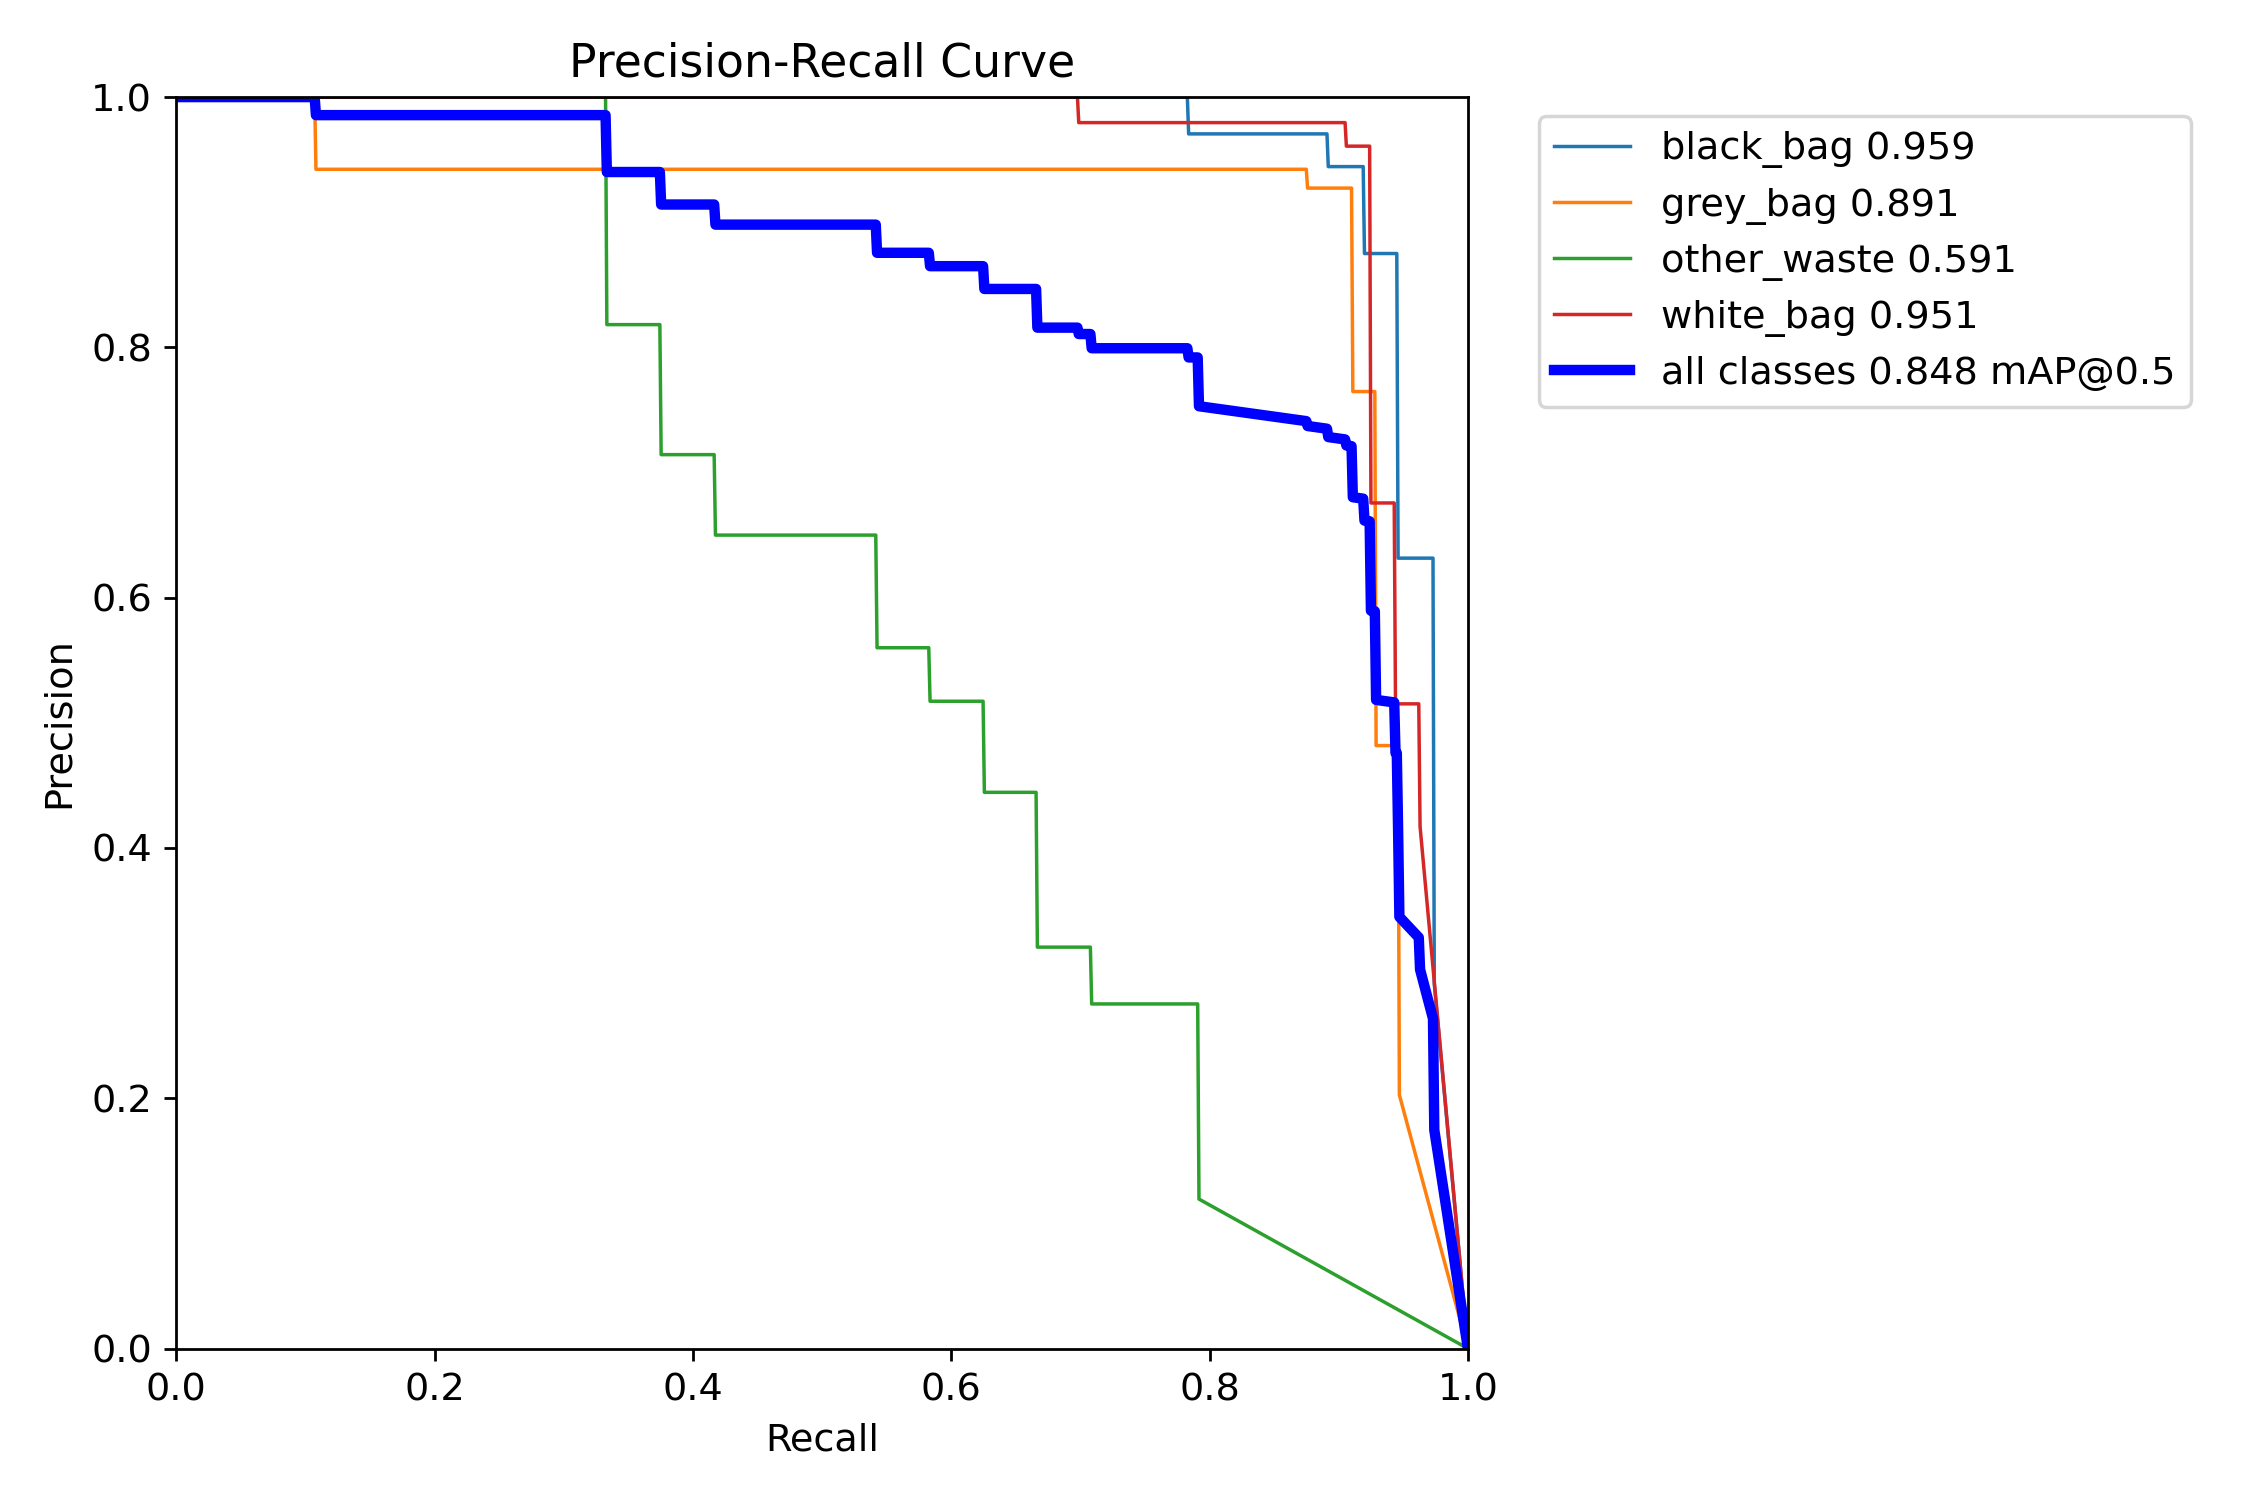 Precision-Recall Curve
1.0
0.8
0.6
0.4
0.2
0.0
Precision
0.0 0.2 0.4 0.6 0.8 1.0
Recall
black_bag 0.959
grey_bag 0.891
other_waste 0.591
white_bag 0.951
all classes 0.848 mAP@0.5